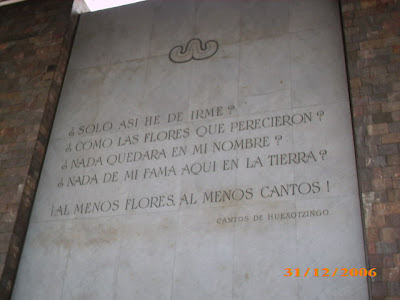 ¿SOLO ASI HE DE IRME?
¿COMO LAS FLORES QUE PERECIERON?
¿NADA QUEDARA EN MI NOMBRE?
¿NADA DE MI FAMA AQUI EN LA TIERRA?
¡AL MENOS FLORES, AL MENOS CANTOS!
CANTOS DE HUEXOTZINGO
31/12/2006